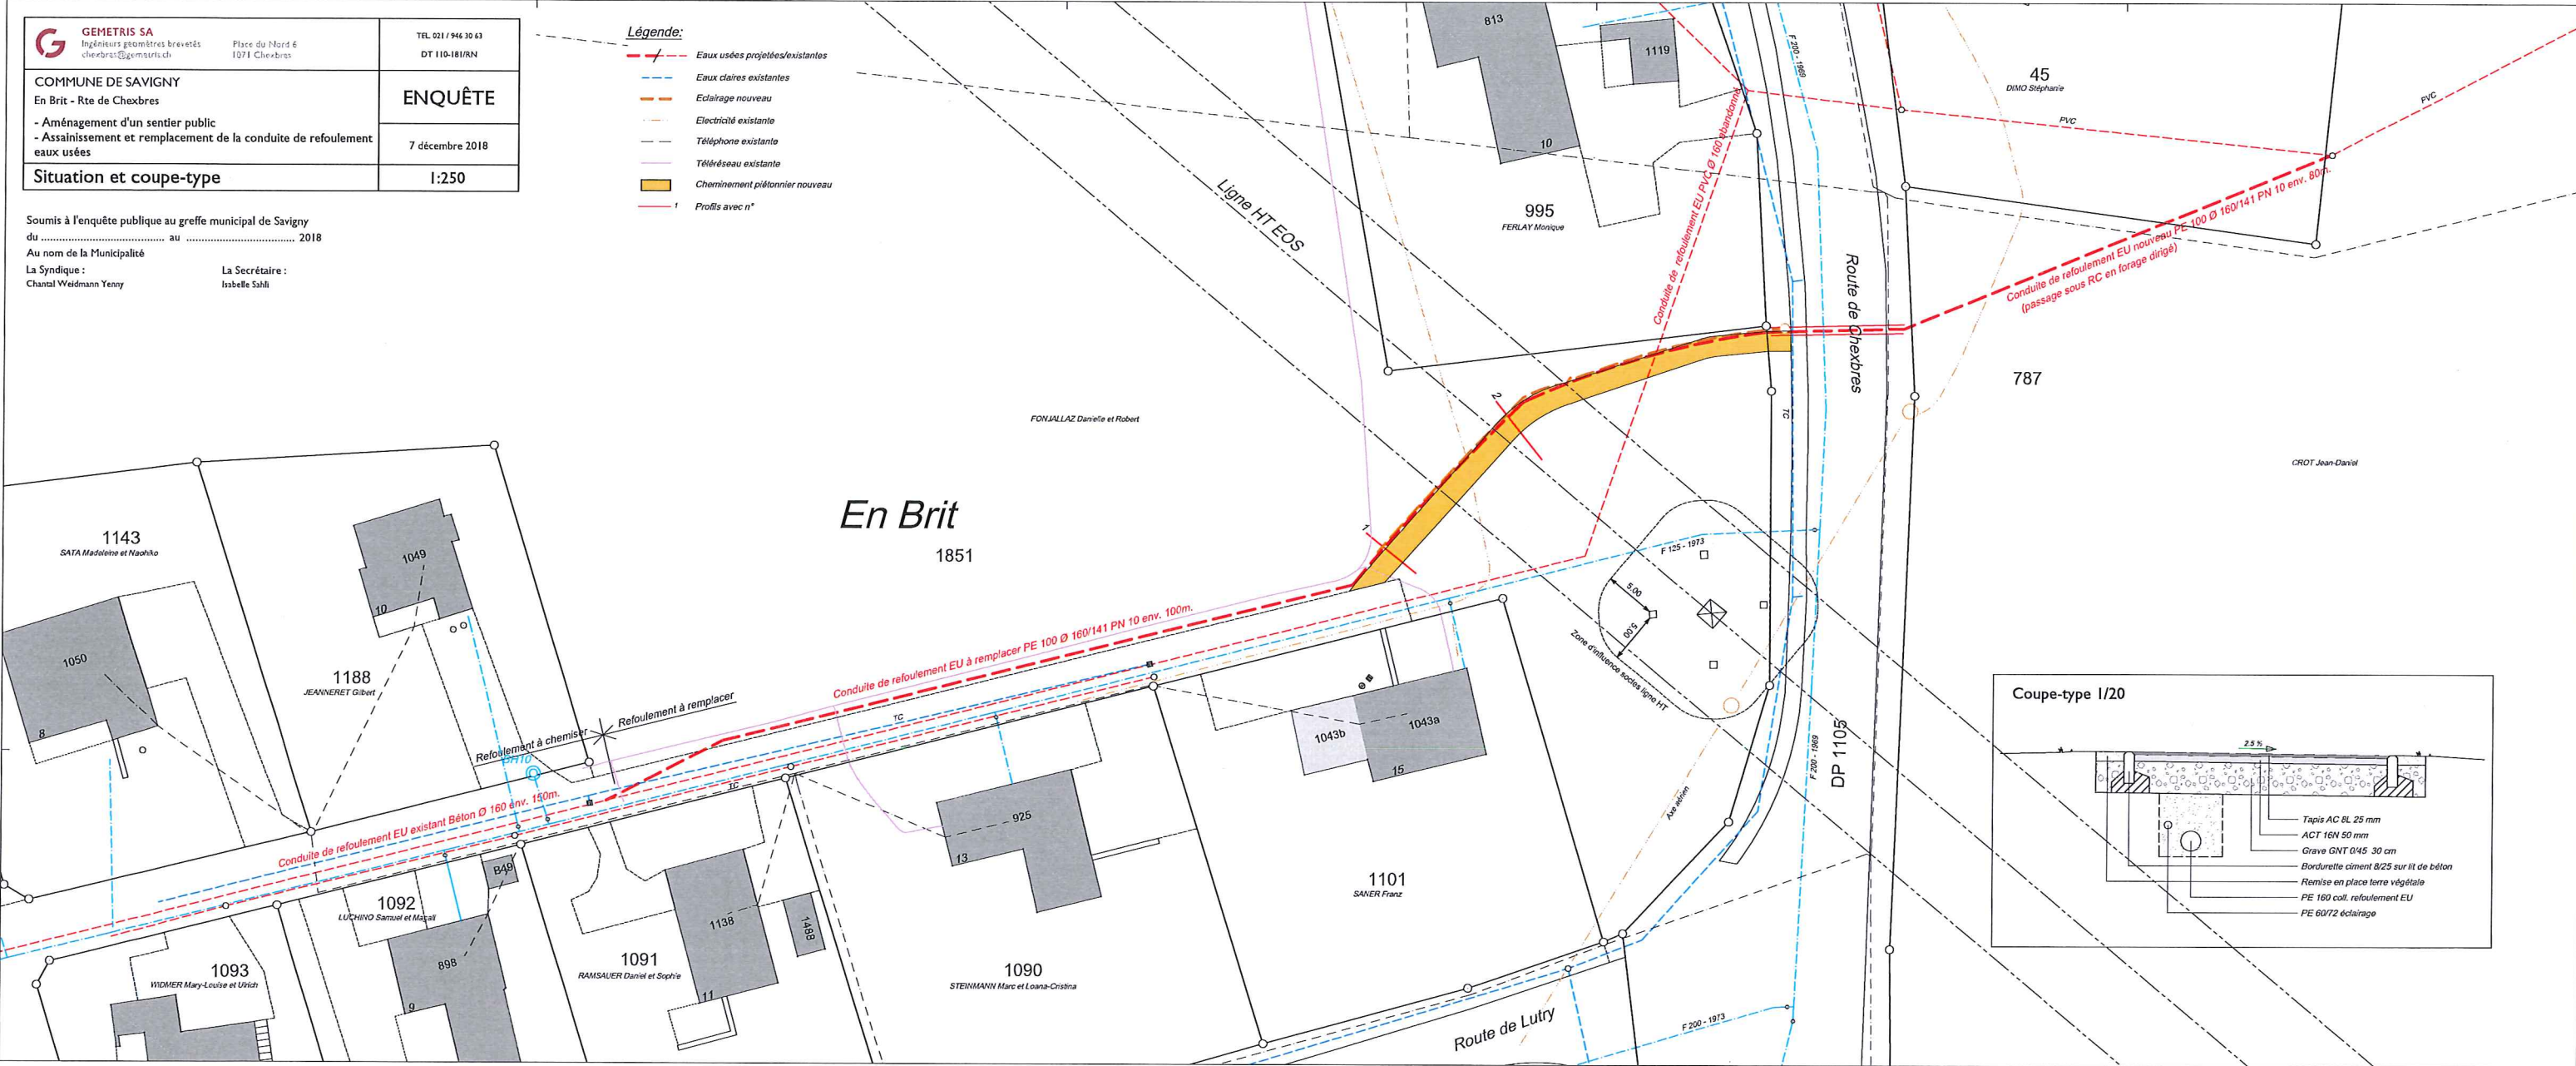 GEMETRIS SA
Ingénieurs géomètres brevetés
chexbres@gemetris.ch
Place du Nord 6
1071 Chexbres
TEL. 021 / 946 30 63
DT 110-181/RN
COMMUNE DE SAVIGNY
En Brit - Rte de Chexbres
- Aménagement d'un sentier public
- Assainissement et remplacement de la conduite de refoulement
eaux usées
ENQUÊTE
7 décembre 2018
Situation et coupe-type
1:250
Soumis à l'enquête publique au greffe municipal de Savigny
du ........................................ au .................................... 2018
Au nom de la Municipalité
La Syndique :
La Secrétaire :
Chantal Weidmann Yenny
Isabelle Sahli
Légende:
Eaux usées projetées/existantes
Eaux claires existantes
Eclairage nouveau
Electricité existante
Téléphone existante
Téléréseau existante
Cheminement piétonnier nouveau
1 Profils avec n°
813
1119
10
995
FERLAY Monique
Ligne HT EOS
Conduite de refoulement EU PVC Ø 160 abandonné
F 200 - 1969
Route de Chexbres
45
DIMO Stéphanie
PVC
PVC
Conduite de refoulement EU nouveau PE 100 Ø 160/141 PN 10 env. 80m.
(passage sous RC en forage dirigé)
787
CROT Jean-Daniel
TC
FONJALLAZ Danielle et Robert
En Brit
1851
2
1
1143
SATA Madeleine et Naohiko
1050
8
1049
10
1188
JEANNERET Gilbert
Refoulement à chemiser
Refoulement à remplacer
Conduite de refoulement EU à remplacer PE 100 Ø 160/141 PN 10 env. 100m.
Conduite de refoulement EU existant Béton Ø 160 env. 150m.
TC
TC
F 125 - 1973
5.00
5.00
Zone d'influence socles ligne HT
Axe aérien
F 200 - 1969
DP 1105
1043b
1043a
15
925
13
B49
1092
LUCHINO Samuel et Magali
898
9
1093
WIDMER Mary-Louise et Ulrich
1091
RAMSAUER Daniel et Sophie
1138
11
1488
1090
STEINMANN Marc et Loana-Cristina
1101
SANER Franz
Route de Lutry
F 200 - 1973
Coupe-type 1/20
2.5 %
Tapis AC 8L 25 mm
ACT 16N 50 mm
Grave GNT 0/45 30 cm
Bordurette ciment 8/25 sur lit de béton
Remise en place terre végétale
PE 160 coll. refoulement EU
PE 60/72 éclairage